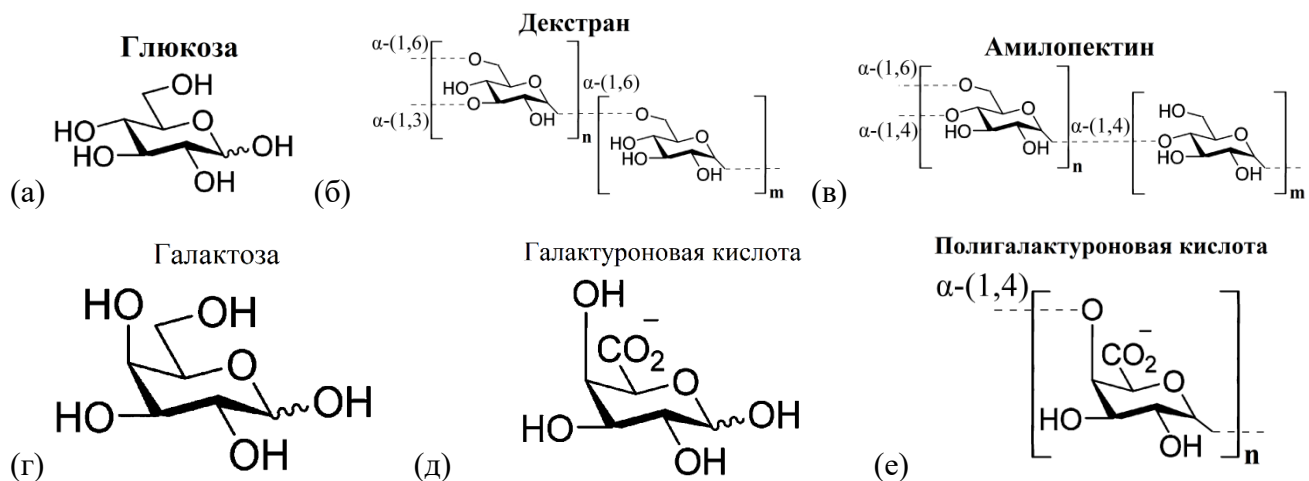 Глюкоза
OH
HO
HO
OH
OH
(а)
Декстран
α-(1,6)
O
HO
O
O
OH
α-(1,3)
n
α-(1,6)
O
HO
HO
O
OH
m
(б)
Амилопектин
α-(1,6)
O
O
O
HO
OH
α-(1,4)
n
α-(1,4)
HO
O
O
HO
OH
m
(в)
Галактоза
HO
OH
O
HO
OH
OH
(г)
Галактуроновая кислота
OH
CO₂⁻
O
HO
OH
OH
(д)
Полигалактуроновая кислота
α-(1,4)
O
CO₂⁻
O
HO
OH
n
(е)